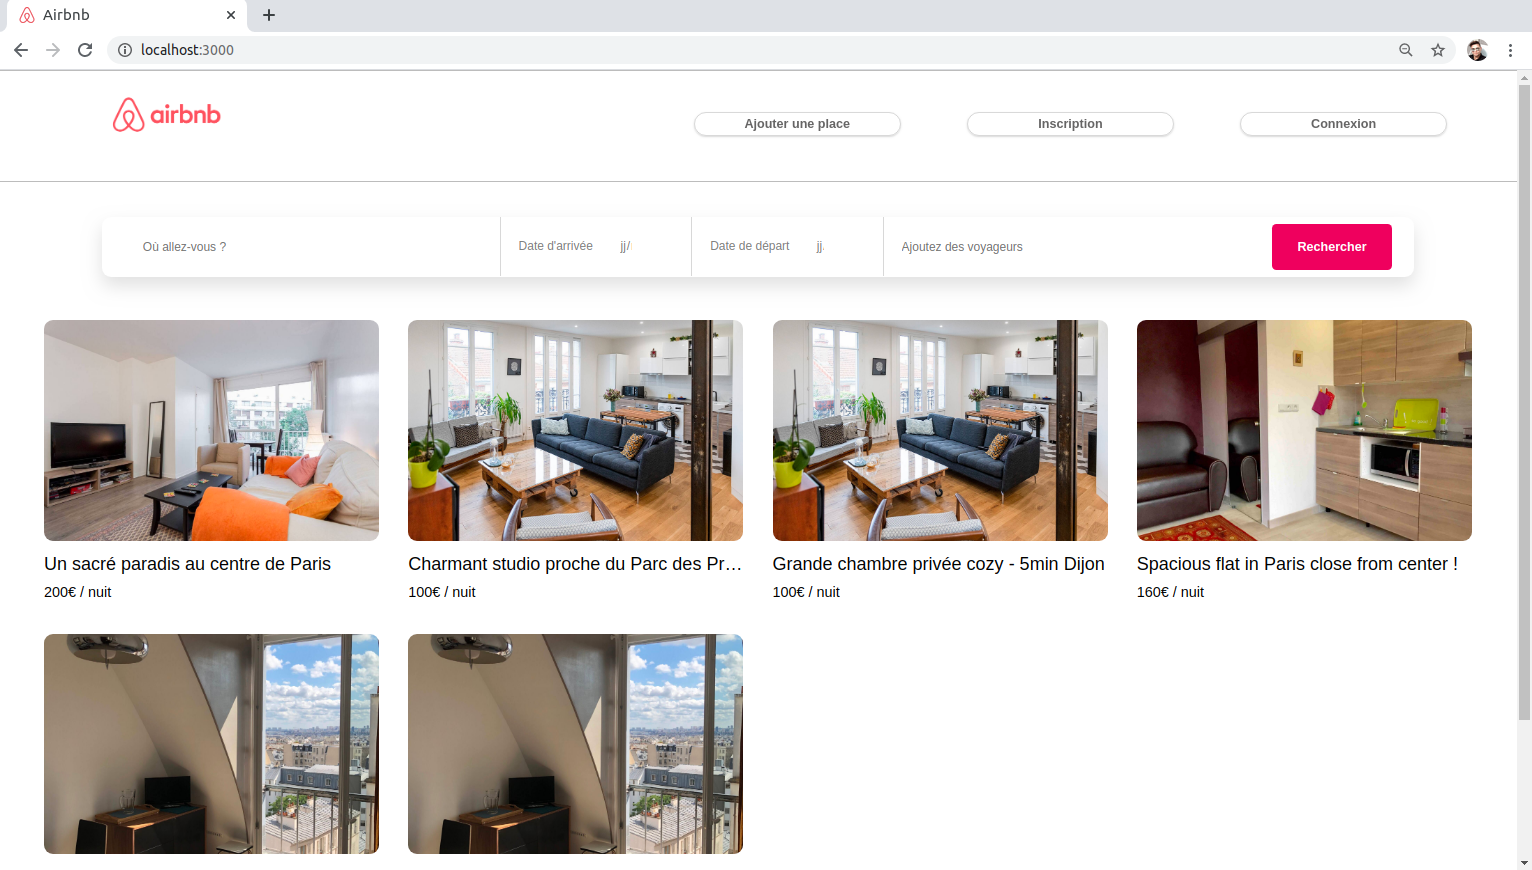 Airbnb
localhost:3000
airbnb
Ajouter une place
Inscription
Connexion
Où allez-vous ?
Date d'arrivée
jj/
Date de départ
jj
Ajoutez des voyageurs
Rechercher
Un sacré paradis au centre de Paris
200€ / nuit
Charmant studio proche du Parc des Pr…
100€ / nuit
Grande chambre privée cozy - 5min Dijon
100€ / nuit
Spacious flat in Paris close from center !
160€ / nuit